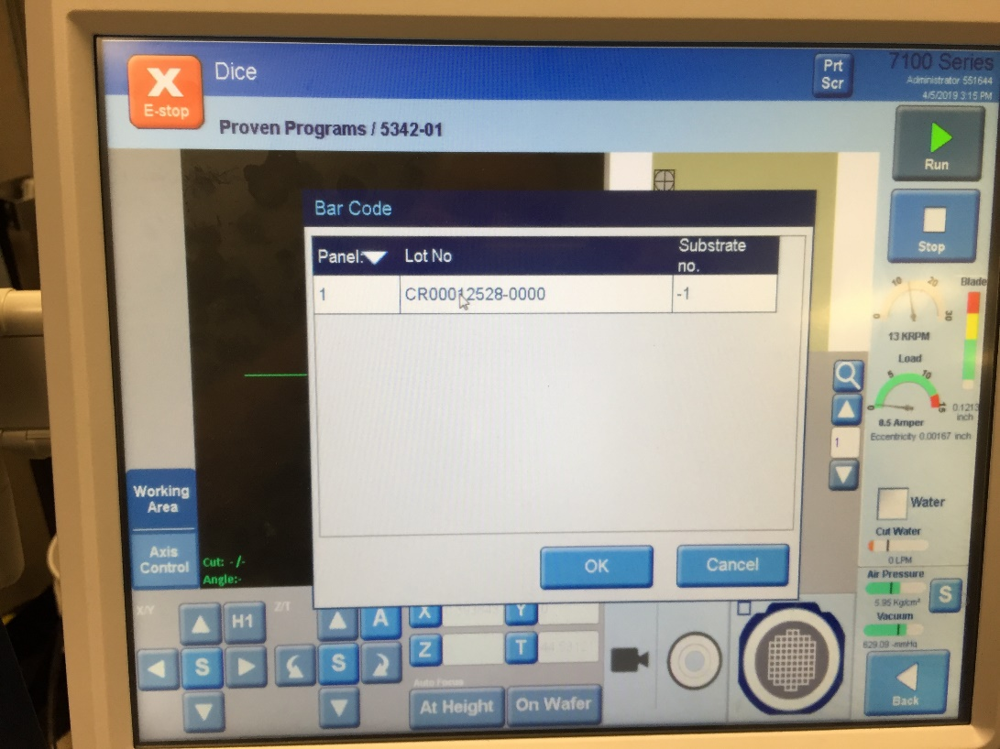 X
E-stop
Dice
Prt
Scr
7100 Series
Administrator 551644
4/5/2019 3:15 PM
Proven Programs / 5342-01
Run
Stop
Bar Code
Panel:
Lot No
Substrate
no.
1
CR00012528-0000
-1
OK
Cancel
Blade
0
10
20
30
13 KRPM
Load
0
5
10
15
0.5 Amper
Eccentricity 0.00167 inch
inch
1
Water
Cut Water
0 LPM
Air Pressure
5.95 Kg/cm²
S
Vacuum
629.09 -mmHg
Back
Working
Area
Axis
Control
Cut: - /-
Angle:-
X/Y
H1
S
Z/T
A
S
X
Y
Z
T
Auto Focus
At Height
On Wafer